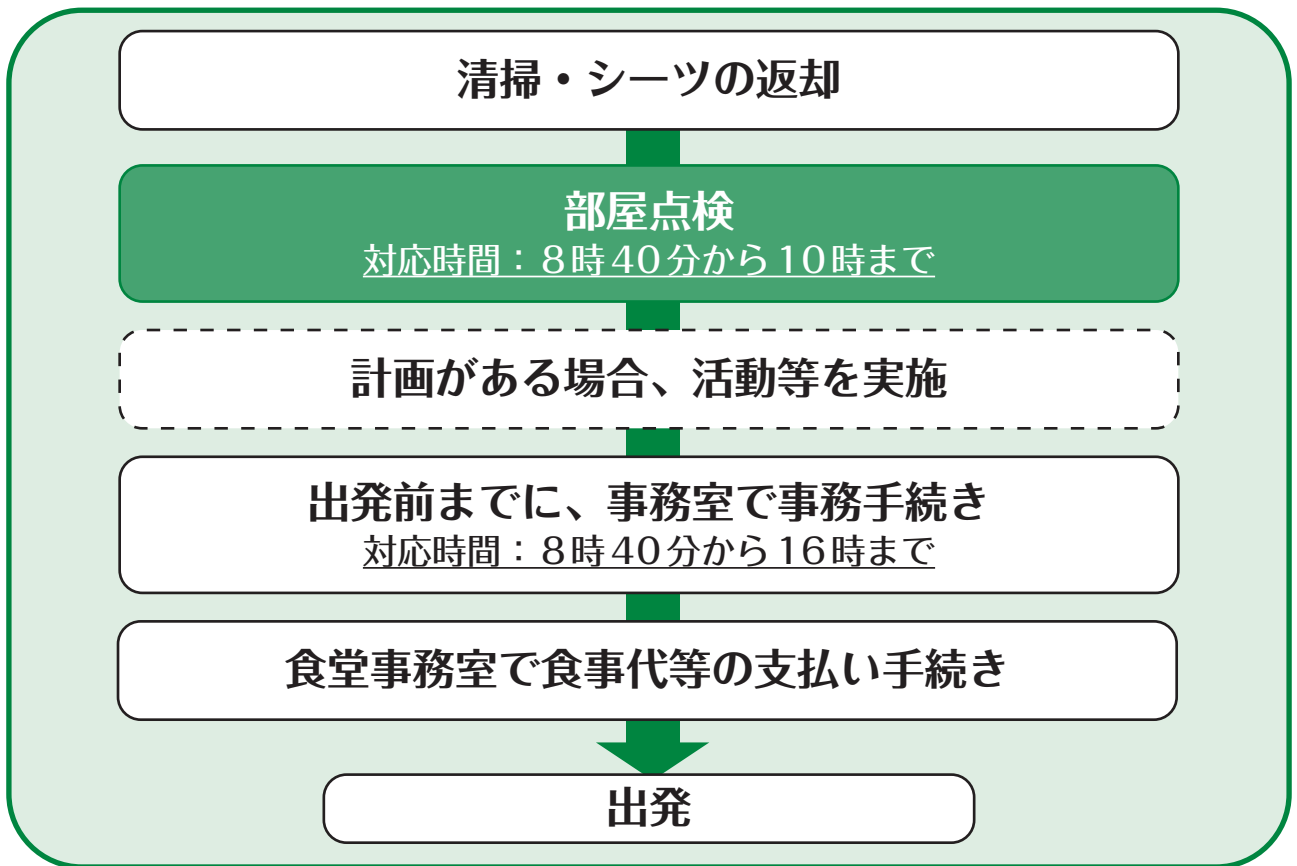 清掃・シーツの返却
部屋点検
対応時間：８時40分から10時まで
計画がある場合、活動等を実施
出発前までに、事務室で事務手続き
対応時間：８時40分から16時まで
食堂事務室で食事代等の支払い手続き
出発